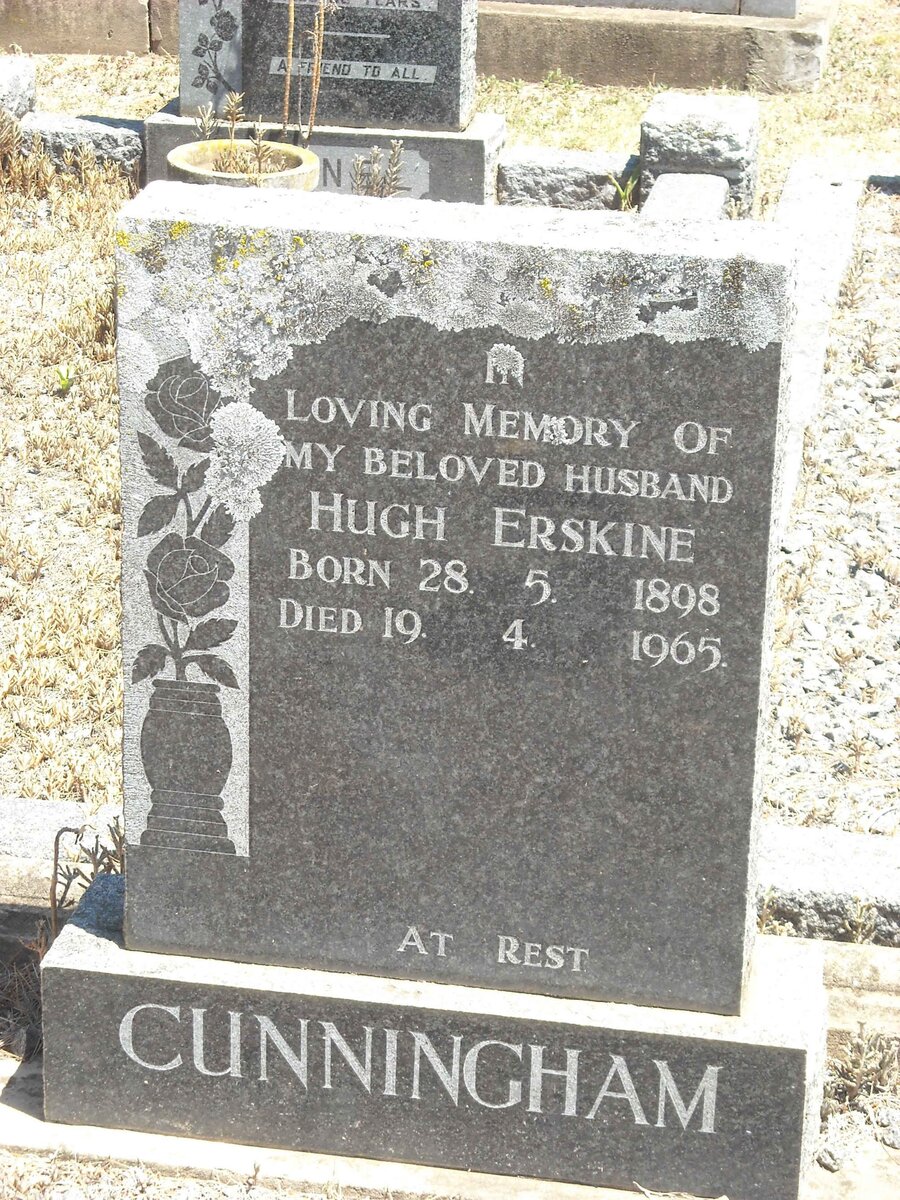 YEARS.
A FRIEND TO ALL.
IN
LOVING MEMORY OF
MY BELOVED HUSBAND
HUGH ERSKINE
BORN 28. 5. 1898
DIED 19. 4. 1965.
AT REST
CUNNINGHAM